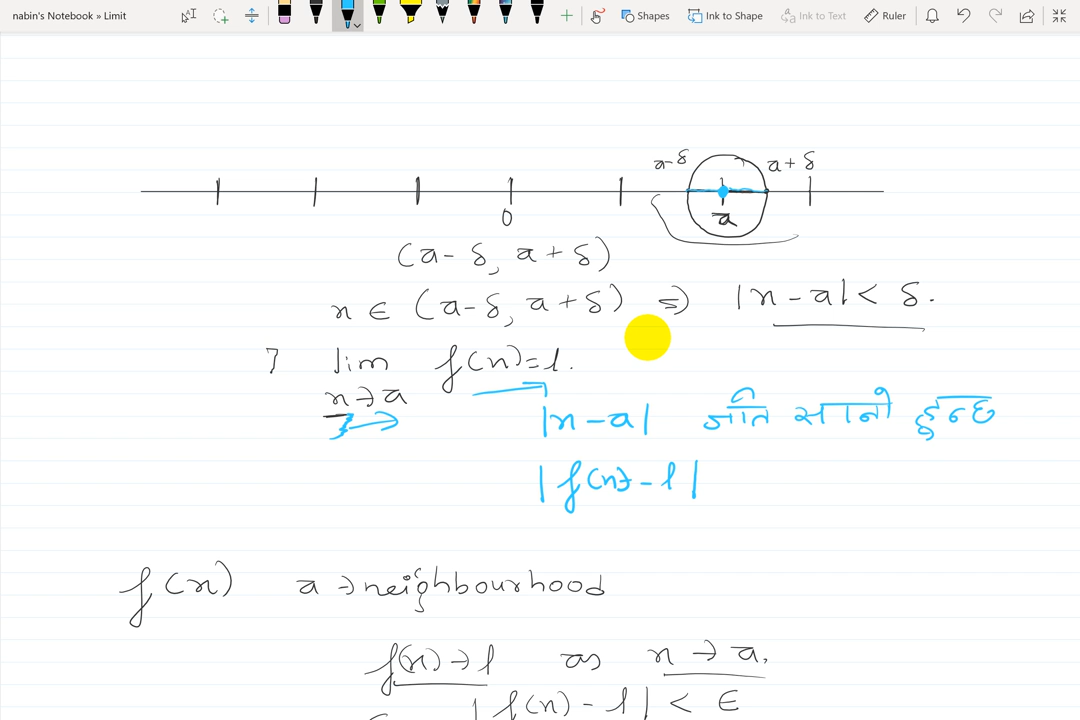 nabin's Notebook » Limit
Shapes Ink to Shape Ink to Text Ruler
a-δ a+δ
0 a
(a-δ, a+δ)
x ∈ (a-δ, a+δ) ⇒ |x-a| < δ.
lim f(x)=l.
x→a
|x-a| जति सानो हुन्छ
|f(x)-l|
f(x) a → neighbourhood
f(x)→l as x→a,
|f(x)-l| < ∈